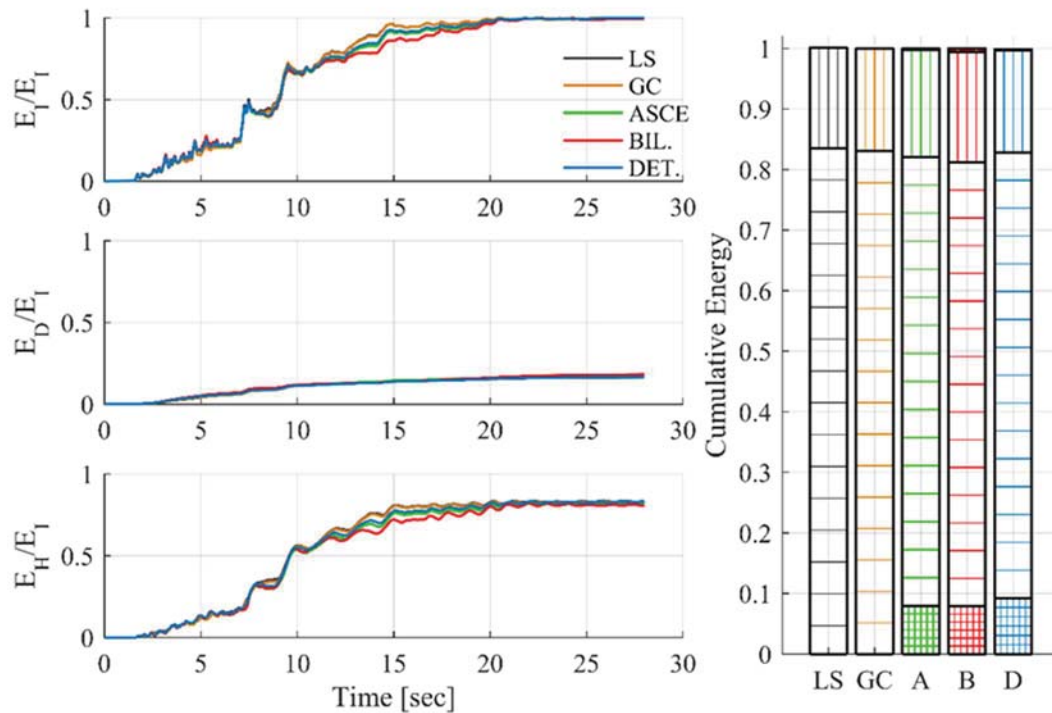 1
0.5
0
E_I/E_I
LS
GC
ASCE
BIL.
DET.
0 5 10 15 20 25 30
1
0.5
0
E_D/E_I
0 5 10 15 20 25 30
1
0.5
0
E_H/E_I
0 5 10 15 20 25 30
Time [sec]
Cumulative Energy
1
0.9
0.8
0.7
0.6
0.5
0.4
0.3
0.2
0.1
0
LS GC A B D